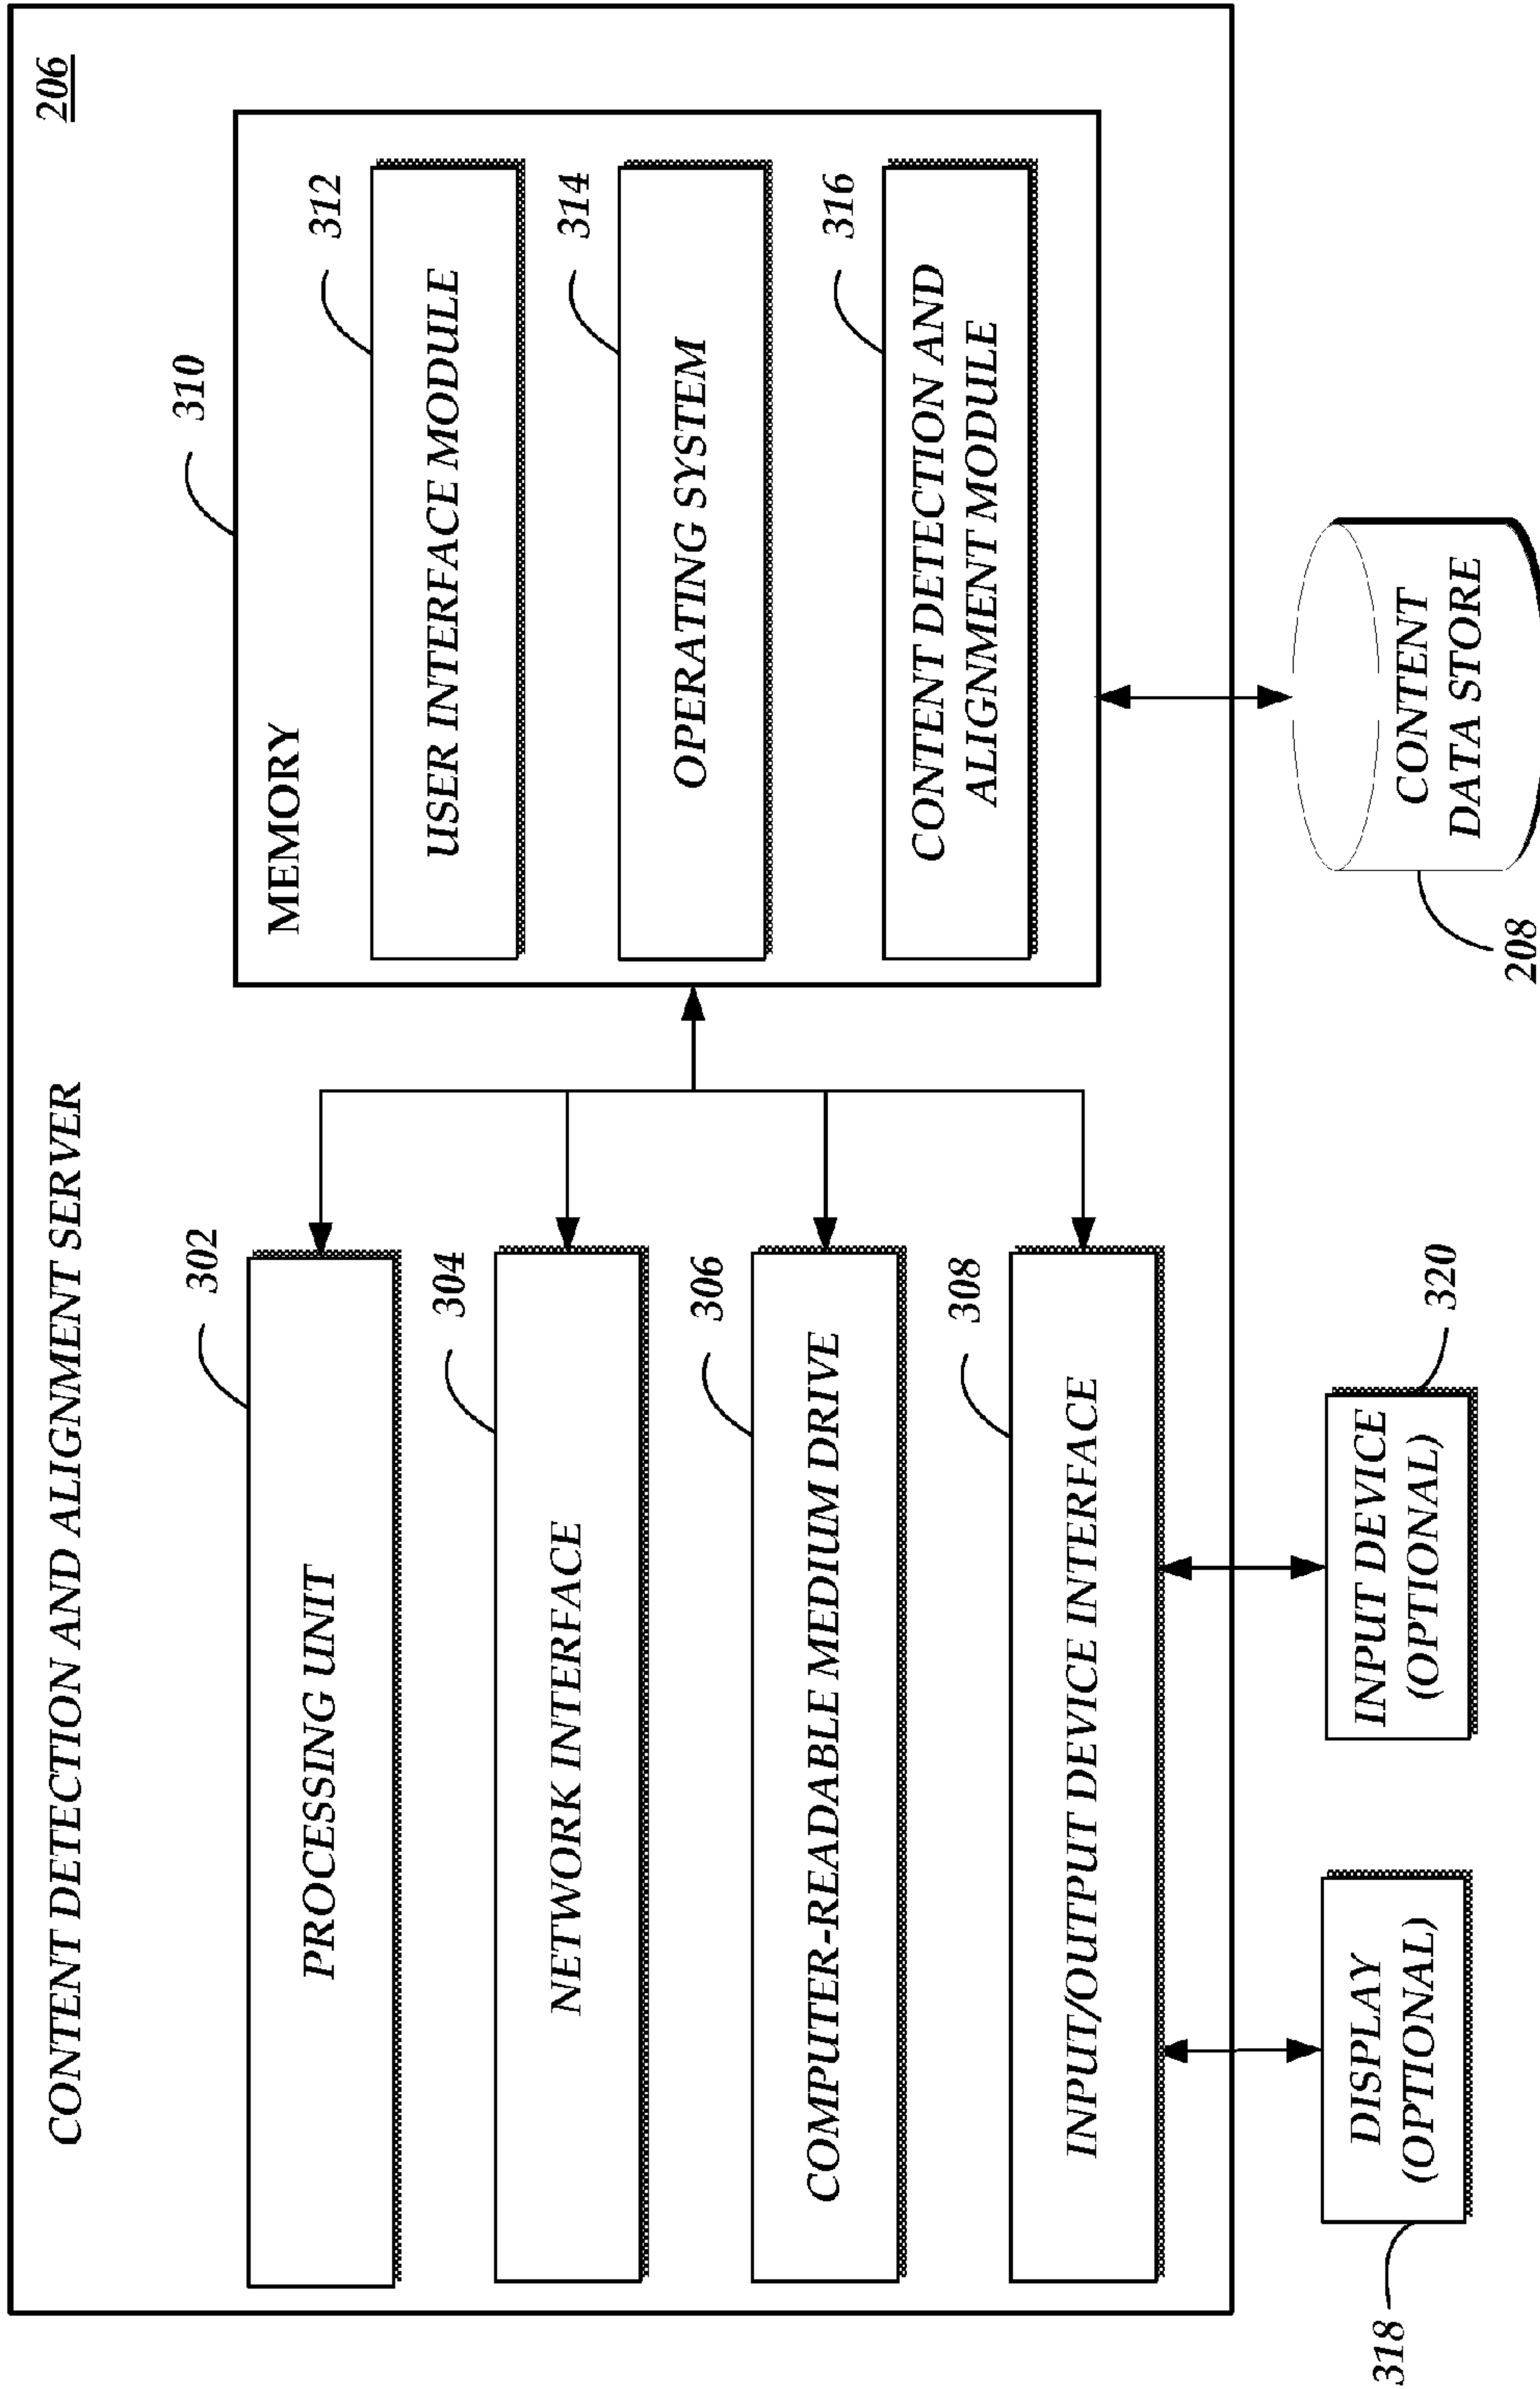 CONTENT DETECTION AND ALIGNMENT SERVER
206
302
PROCESSING UNIT
304
NETWORK INTERFACE
306
COMPUTER-READABLE MEDIUM DRIVE
308
INPUT/OUTPUT DEVICE INTERFACE
310
MEMORY
312
USER INTERFACE MODULE
314
OPERATING SYSTEM
316
CONTENT DETECTION AND
ALIGNMENT MODULE
318
DISPLAY
(OPTIONAL)
320
INPUT DEVICE
(OPTIONAL)
208
CONTENT
DATA STORE